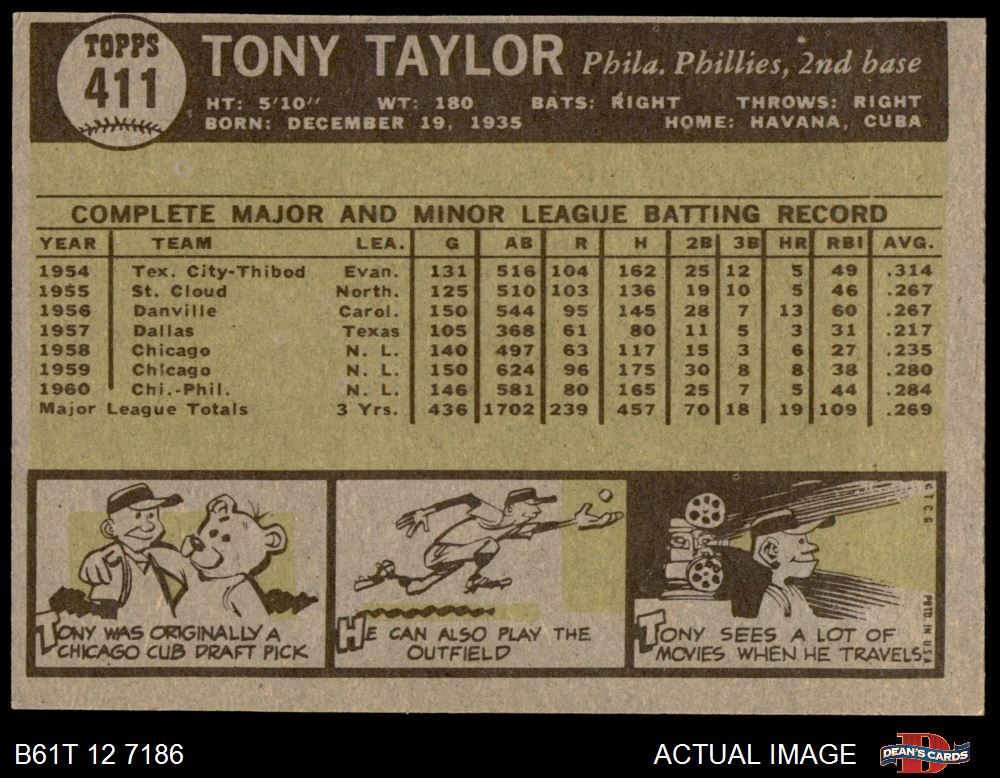 TOPPS
411
TONY TAYLOR Phila. Phillies, 2nd base
HT: 5'10" WT: 180 BATS: RIGHT THROWS: RIGHT
BORN: DECEMBER 19, 1935 HOME: HAVANA, CUBA
COMPLETE MAJOR AND MINOR LEAGUE BATTING RECORD
YEAR TEAM LEA. G AB R H 2B 3B HR RBI AVG.
1954 Tex. City-Thibod Evan. 131 516 104 162 25 12 5 49 .314
1955 St. Cloud North. 125 510 103 136 19 10 5 46 .267
1956 Danville Carol. 150 544 95 145 28 7 13 60 .267
1957 Dallas Texas 105 368 61 80 11 5 3 31 .217
1958 Chicago N. L. 140 497 63 117 15 3 6 27 .235
1959 Chicago N. L. 150 624 96 175 30 8 8 38 .280
1960 Chi.-Phil. N. L. 146 581 80 165 25 7 5 44 .284
Major League Totals 3 Yrs. 436 1702 239 457 70 18 19 109 .269
TONY WAS ORIGINALLY A
CHICAGO CUB DRAFT PICK
HE CAN ALSO PLAY THE
OUTFIELD
TONY SEES A LOT OF
MOVIES WHEN HE TRAVELS
© T. C. G.
PRTD. IN U.S.A.
B61T 12 7186
ACTUAL IMAGE
DEAN'S CARDS